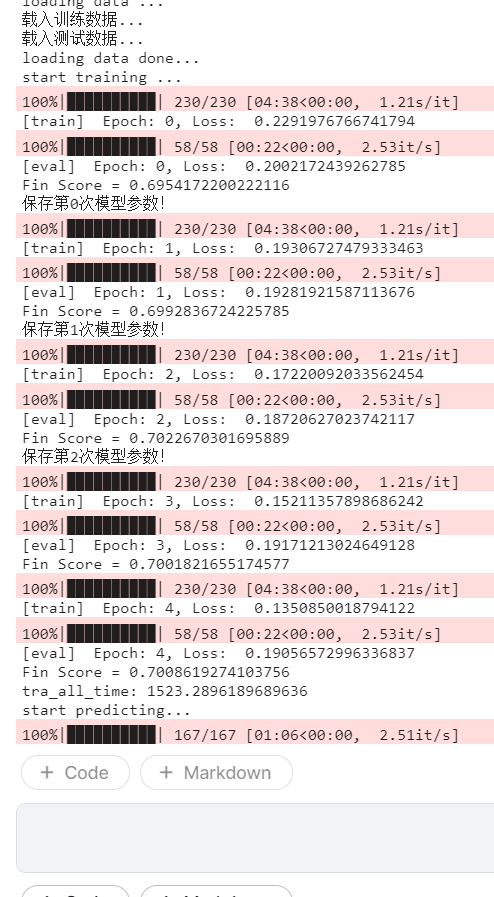 loading data ...
载入训练数据...
载入测试数据...
loading data done...
start training ...
100%|██████████| 230/230 [04:38<00:00,  1.21s/it]
[train]  Epoch: 0, Loss:  0.2291976766741794
100%|██████████| 58/58 [00:22<00:00,  2.53it/s]
[eval]  Epoch: 0, Loss:  0.2002172439262785
Fin Score = 0.6954172200222116
保存第0次模型参数!
100%|██████████| 230/230 [04:38<00:00,  1.21s/it]
[train]  Epoch: 1, Loss:  0.19306727479333463
100%|██████████| 58/58 [00:22<00:00,  2.53it/s]
[eval]  Epoch: 1, Loss:  0.19281921587113676
Fin Score = 0.6992836724225785
保存第1次模型参数!
100%|██████████| 230/230 [04:38<00:00,  1.21s/it]
[train]  Epoch: 2, Loss:  0.17220092033562454
100%|██████████| 58/58 [00:22<00:00,  2.53it/s]
[eval]  Epoch: 2, Loss:  0.18720627023742117
Fin Score = 0.7022670301695889
保存第2次模型参数!
100%|██████████| 230/230 [04:38<00:00,  1.21s/it]
[train]  Epoch: 3, Loss:  0.15211357898686242
100%|██████████| 58/58 [00:22<00:00,  2.53it/s]
[eval]  Epoch: 3, Loss:  0.19171213024649128
Fin Score = 0.7001821655174577
100%|██████████| 230/230 [04:38<00:00,  1.21s/it]
[train]  Epoch: 4, Loss:  0.1350850018794122
100%|██████████| 58/58 [00:22<00:00,  2.53it/s]
[eval]  Epoch: 4, Loss:  0.19056572996336837
Fin Score = 0.7008619274103756
tra_all_time: 1523.2896189689636
start predicting...
100%|██████████| 167/167 [01:06<00:00,  2.51it/s]
+ Code + Markdown